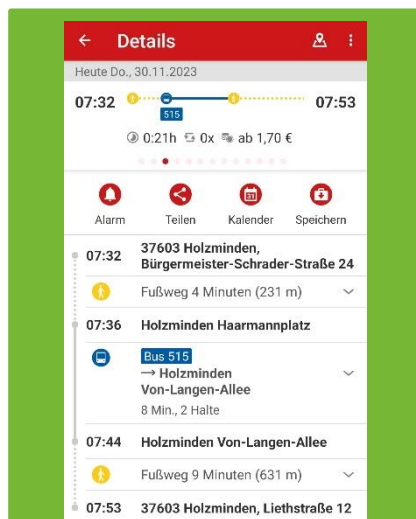 Details
Heute Do., 30.11.2023
07:32
07:53
515
0:21h 0x ab 1,70 €
Alarm Teilen Kalender Speichern
07:32 37603 Holzminden,
Bürgermeister-Schrader-Straße 24
Fußweg 4 Minuten (231 m)
07:36 Holzminden Haarmannplatz
Bus 515
→ Holzminden
Von-Langen-Allee
8 Min., 2 Halte
07:44 Holzminden Von-Langen-Allee
Fußweg 9 Minuten (631 m)
07:53 37603 Holzminden, Liethstraße 12